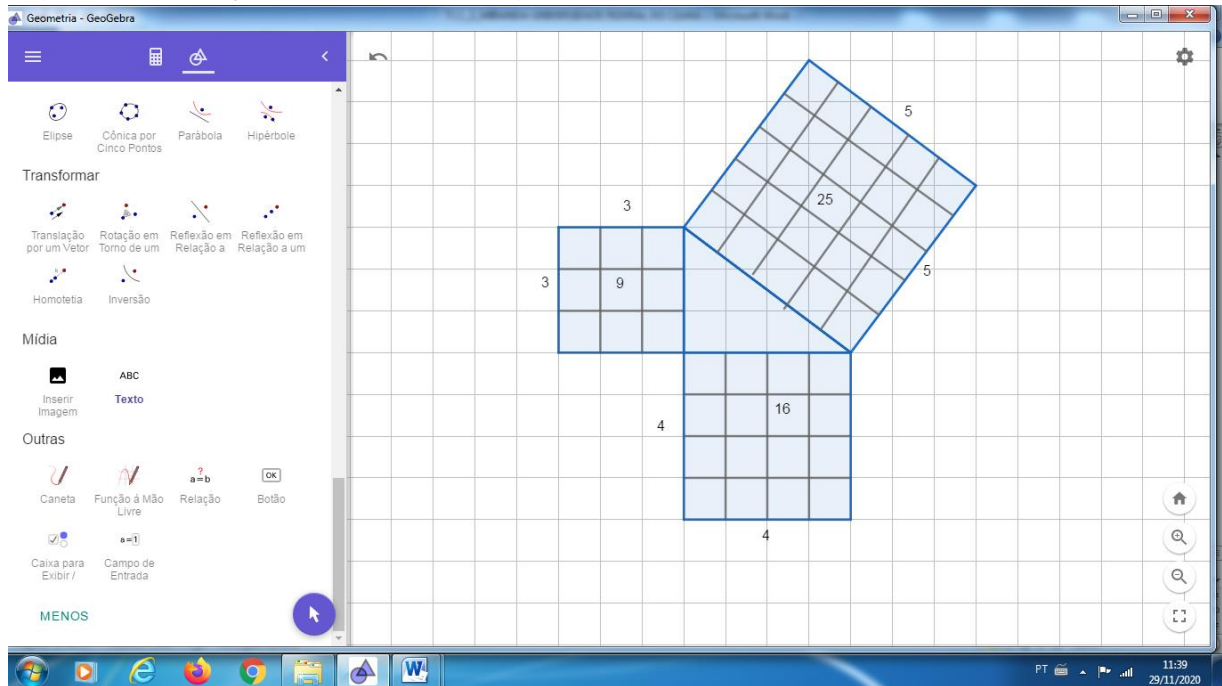 Geometria - GeoGebra
Elipse
Cônica por
Cinco Pontos
Parábola
Hipérbole
Transformar
Translação
por um Vetor
Rotação em
Torno de um
Reflexão em
Relação a
Reflexão em
Relação a um
Homotetia
Inversão
Mídia
ABC
Inserir
Imagem
Texto
Outras
?
a=b
OK
Caneta
Função á Mão
Livre
Relação
Botão
a=1
Caixa para
Exibir /
Campo de
Entrada
MENOS
5
25
3
5
3
9
16
4
4
PT
11:39
29/11/2020